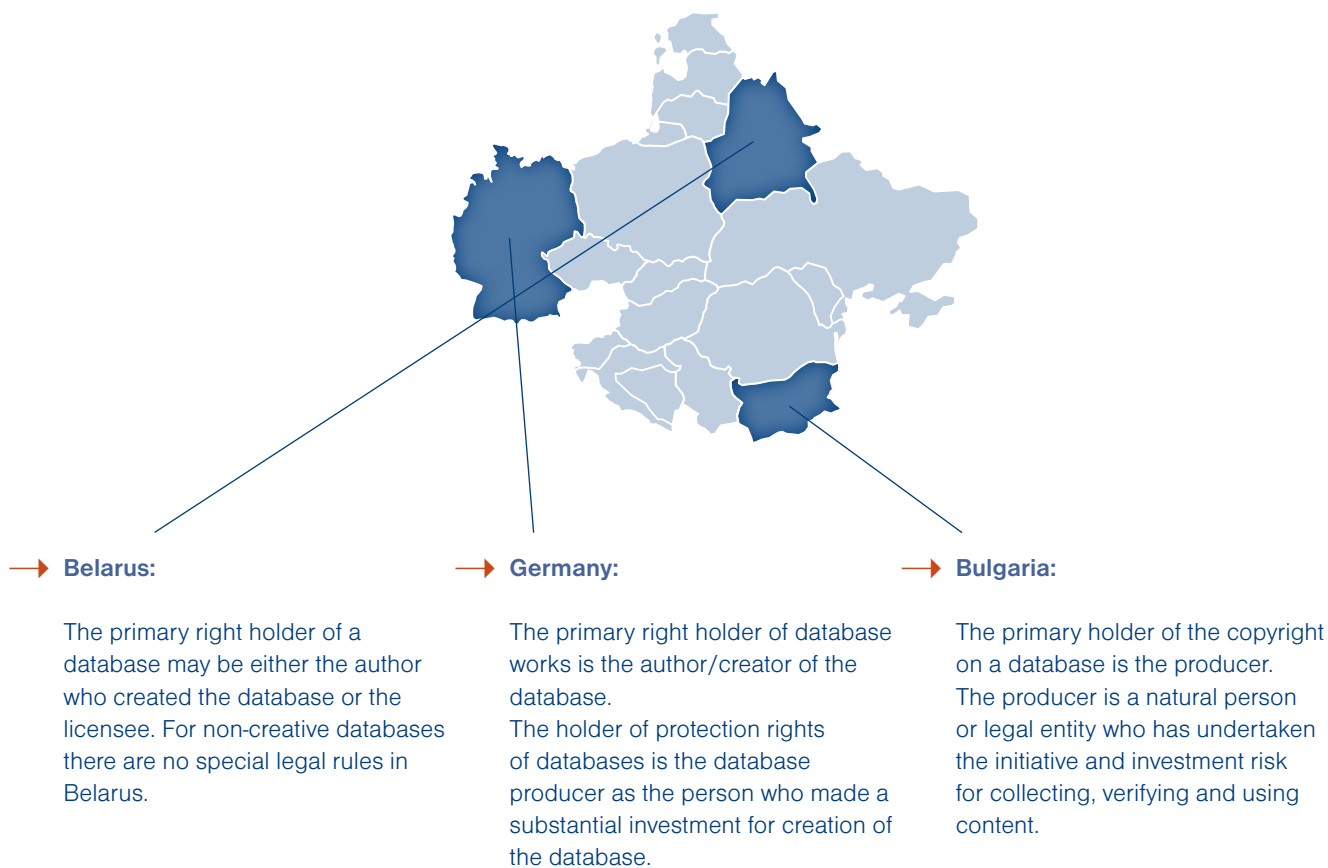 Belarus:
The primary right holder of a
database may be either the author
who created the database or the
licensee. For non-creative databases
there are no special legal rules in
Belarus.
Germany:
The primary right holder of database
works is the author/creator of the
database.
The holder of protection rights
of databases is the database
producer as the person who made a
substantial investment for creation of
the database.
Bulgaria:
The primary holder of the copyright
on a database is the producer.
The producer is a natural person
or legal entity who has undertaken
the initiative and investment risk
for collecting, verifying and using
content.